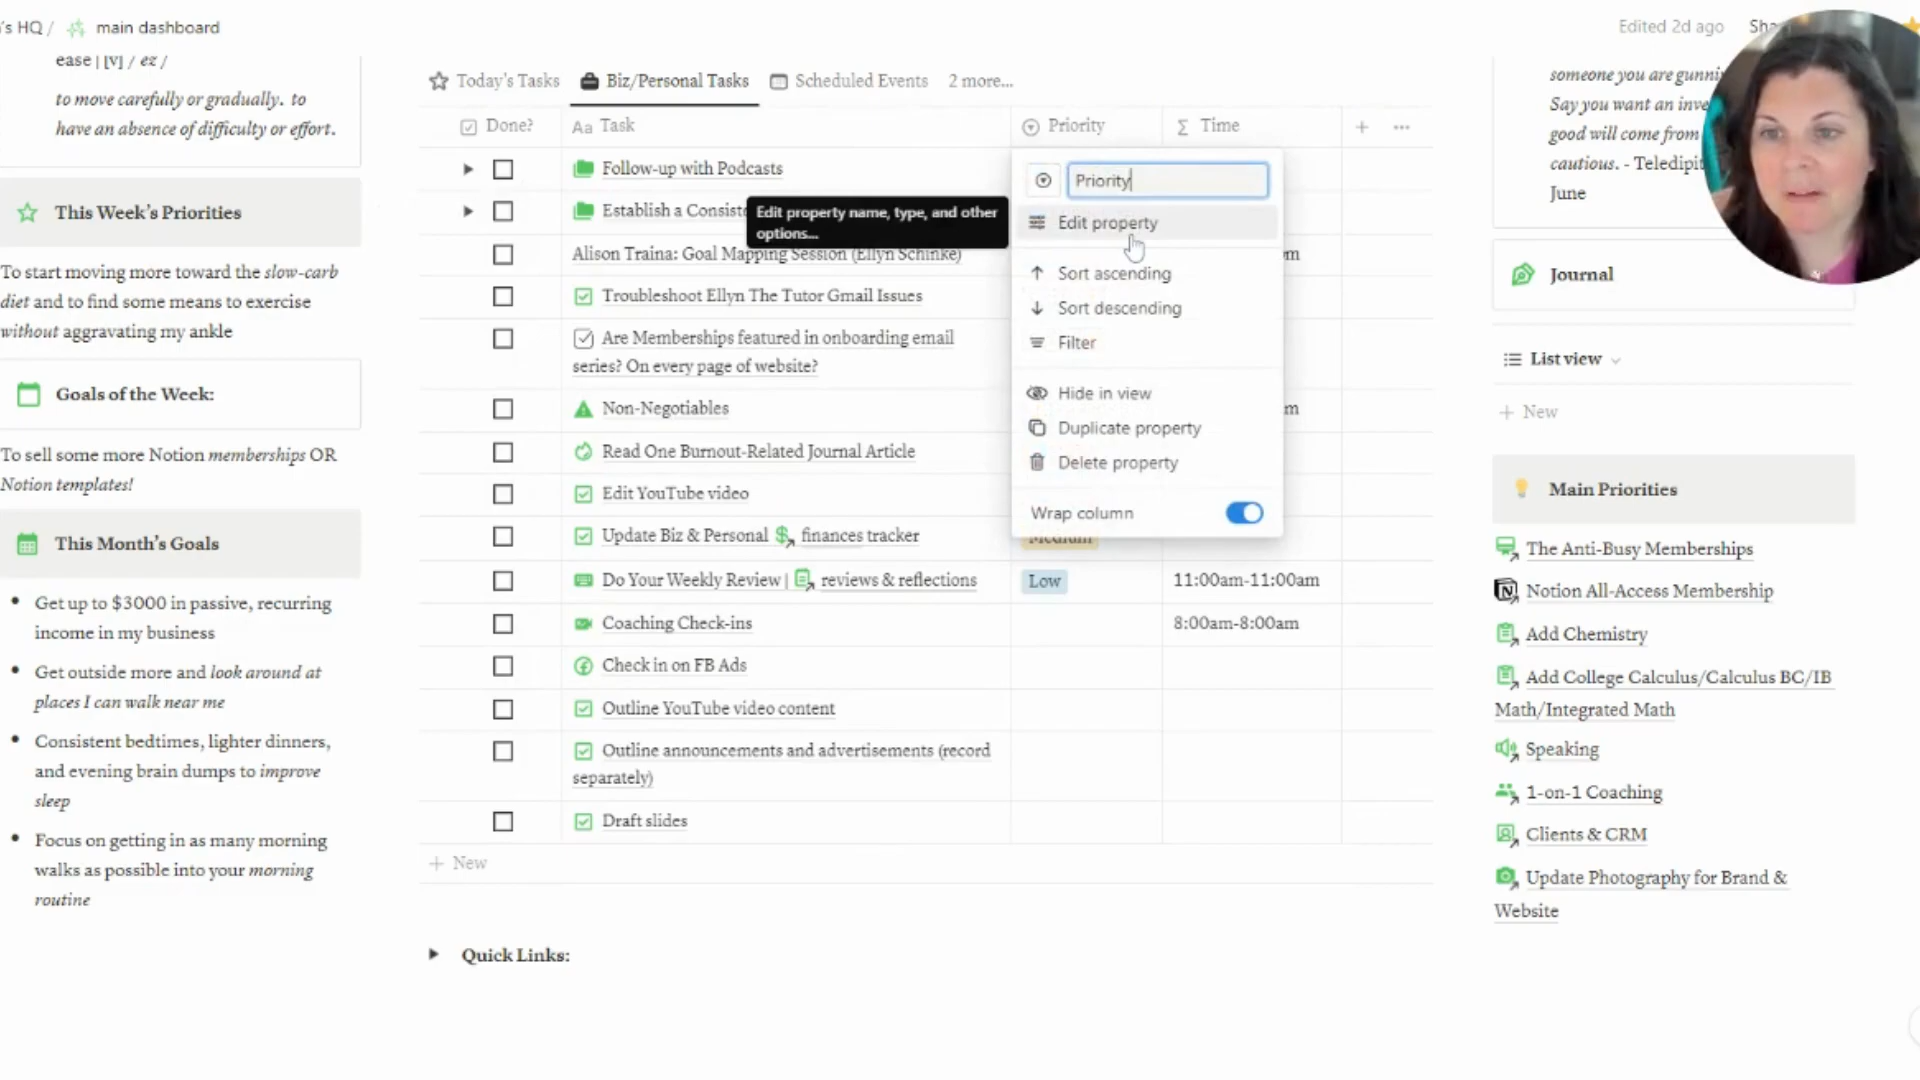 's HQ /
main dashboard
Edited 2d ago
ease | [v] / ez /
to move carefully or gradually. to
have an absence of difficulty or effort.
This Week's Priorities
To start moving more toward the slow-carb
diet and to find some means to exercise
without aggravating my ankle
Goals of the Week:
To sell some more Notion memberships OR
Notion templates!
This Month's Goals
Get up to $3000 in passive, recurring
income in my business
Get outside more and look around at
places I can walk near me
Consistent bedtimes, lighter dinners,
and evening brain dumps to improve
sleep
Focus on getting in as many morning
walks as possible into your morning
routine
Today's Tasks
Biz/Personal Tasks
Scheduled Events
2 more...
Done?
Aa Task
Priority
Σ Time
Follow-up with Podcasts
Establish a
Alison Traina: Goal Mapping Session (Ellyn Schinke)
Troubleshoot Ellyn The Tutor Gmail Issues
Are Memberships featured in onboarding email
series? On every page of website?
Non-Negotiables
Read One Burnout-Related Journal Article
Edit YouTube video
Update Biz & Personal finances tracker
Medium
Do Your Weekly Review | reviews & reflections
Low
11:00am-11:00am
Coaching Check-ins
8:00am-8:00am
Check in on FB Ads
Outline YouTube video content
Outline announcements and advertisements (record
separately)
Draft slides
+ New
Quick Links:
Edit property name, type, and other
options...
Priority
Edit property
Sort ascending
Sort descending
Filter
Hide in view
Duplicate property
Delete property
Wrap column
someone you are
Say you want an
good will come from
cautious. -
June
Journal
List view
+ New
Main Priorities
The Anti-Busy Memberships
Notion All-Access Membership
Add Chemistry
Add College Calculus/Calculus BC/IB
Math/Integrated Math
Speaking
1-on-1 Coaching
Clients & CRM
Update Photography for Brand &
Website